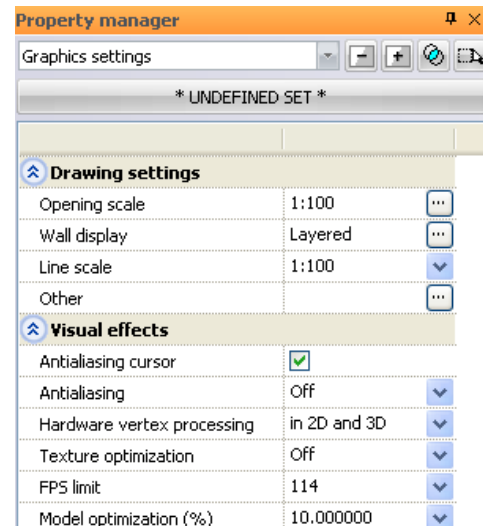 Property manager
Graphics settings
* UNDEFINED SET *
Drawing settings
Opening scale 1:100 ...
Wall display Layered ...
Line scale 1:100
Other ...
Visual effects
Antialiasing cursor
Antialiasing Off
Hardware vertex processing in 2D and 3D
Texture optimization Off
FPS limit 114
Model optimization (%) 10.000000